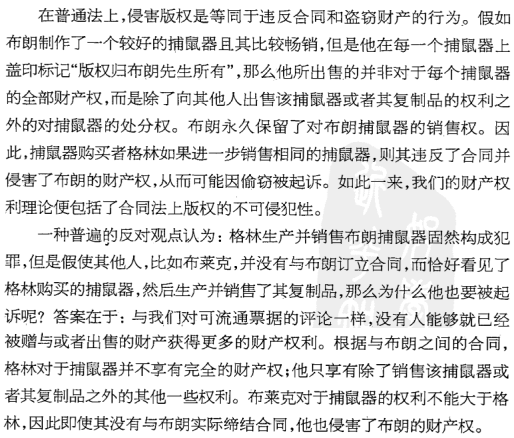 在普通法上,侵害版权是等同于违反合同和盗窃财产的行为。假如
布朗制作了一个较好的捕鼠器且其比较畅销,但是他在每一个捕鼠器上
盖印标记“版权归布朗先生所有”,那么他所出售的并非对于每个捕鼠器
的全部财产权,而是除了向其他人出售该捕鼠器或者其复制品的权利之
外的对捕鼠器的处分权。布朗永久保留了对布朗捕鼠器的销售权。因
此,捕鼠器购买者格林如果进一步销售相同的捕鼠器,则其违反了合同并
侵害了布朗的财产权,从而可能因偷窃被起诉。如此一来,我们的财产权
利理论便包括了合同法上版权的不可侵犯性。
一种普遍的反对观点认为:格林生产并销售布朗捕鼠器固然构成犯
罪,但是假使其他人,比如布莱克,并没有与布朗订立合同,而恰好看见了
格林购买的捕鼠器,然后生产并销售了其复制品,那么为什么他也要被起
诉呢?答案在于:与我们对可流通票据的评论一样,没有人能够就已经
被赠与或者出售的财产获得更多的财产权利。根据与布朗之间的合同,
格林对于捕鼠器并不享有完全的财产权;他只享有除了销售该捕鼠器或
者其复制品之外的其他一些权利。布莱克对于捕鼠器的权利不能大于格
林,因此即使其没有与布朗实际缔结合同,他也侵害了布朗的财产权。